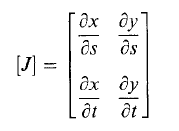 [J] = [ ∂x/∂s ∂y/∂s
∂x/∂t ∂y/∂t ]